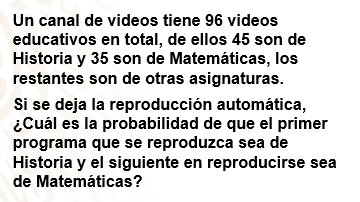 Un canal de videos tiene 96 videos
educativos en total, de ellos 45 son de
Historia y 35 son de Matemáticas, los
restantes son de otras asignaturas.
Si se deja la reproducción automática,
¿Cuál es la probabilidad de que el primer
programa que se reproduzca sea de
Historia y el siguiente en reproducirse sea
de Matemáticas?